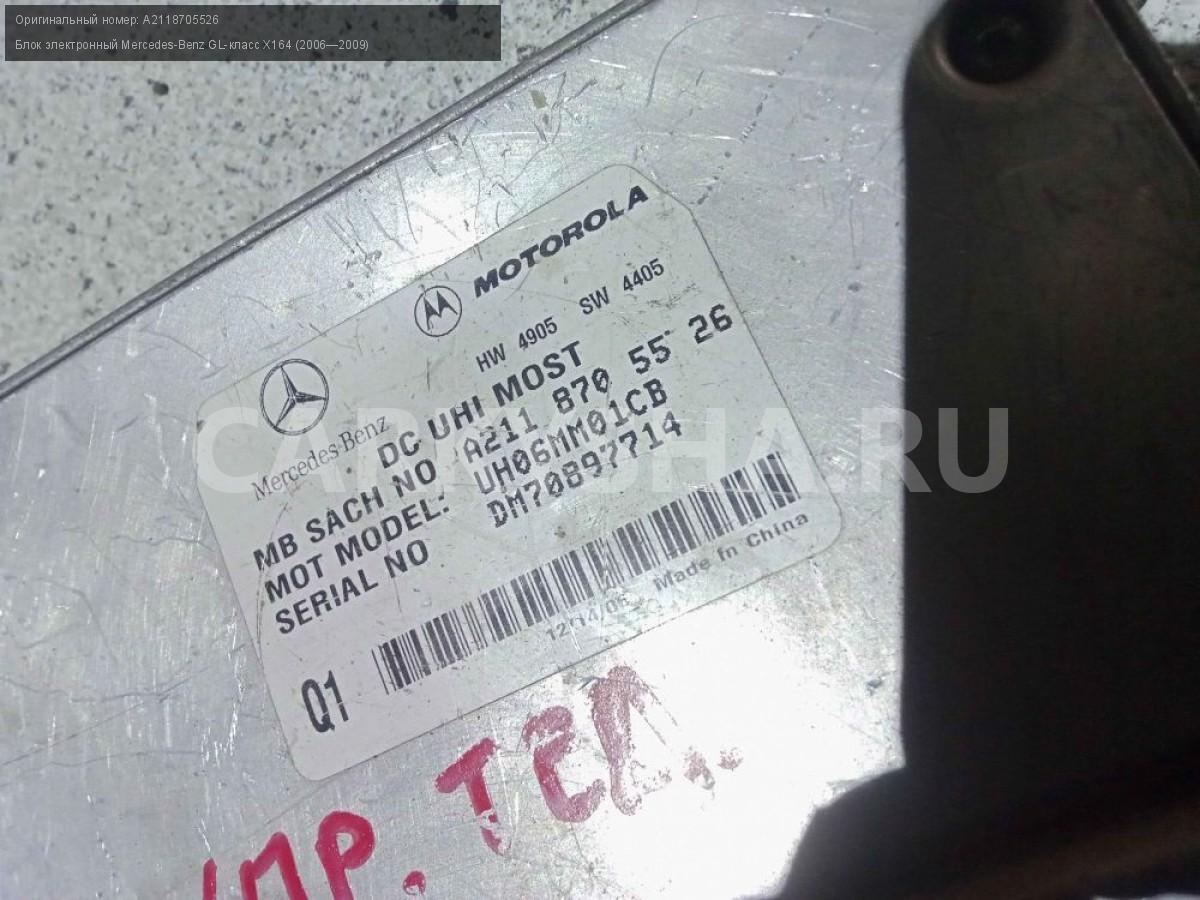 Оригинальный номер: A2118705526
Блок электронный Mercedes-Benz GL-класс X164 (2006—2009)
MOTOROLA
HW 4905 SW 4405
Mercedes-Benz
DC UHI MOST
MB SACH NO A211 870 55 26
MOT MODEL: UH06MM01CB
SERIAL NO DM70897714
Made In China
Q1
CARPASHA.RU